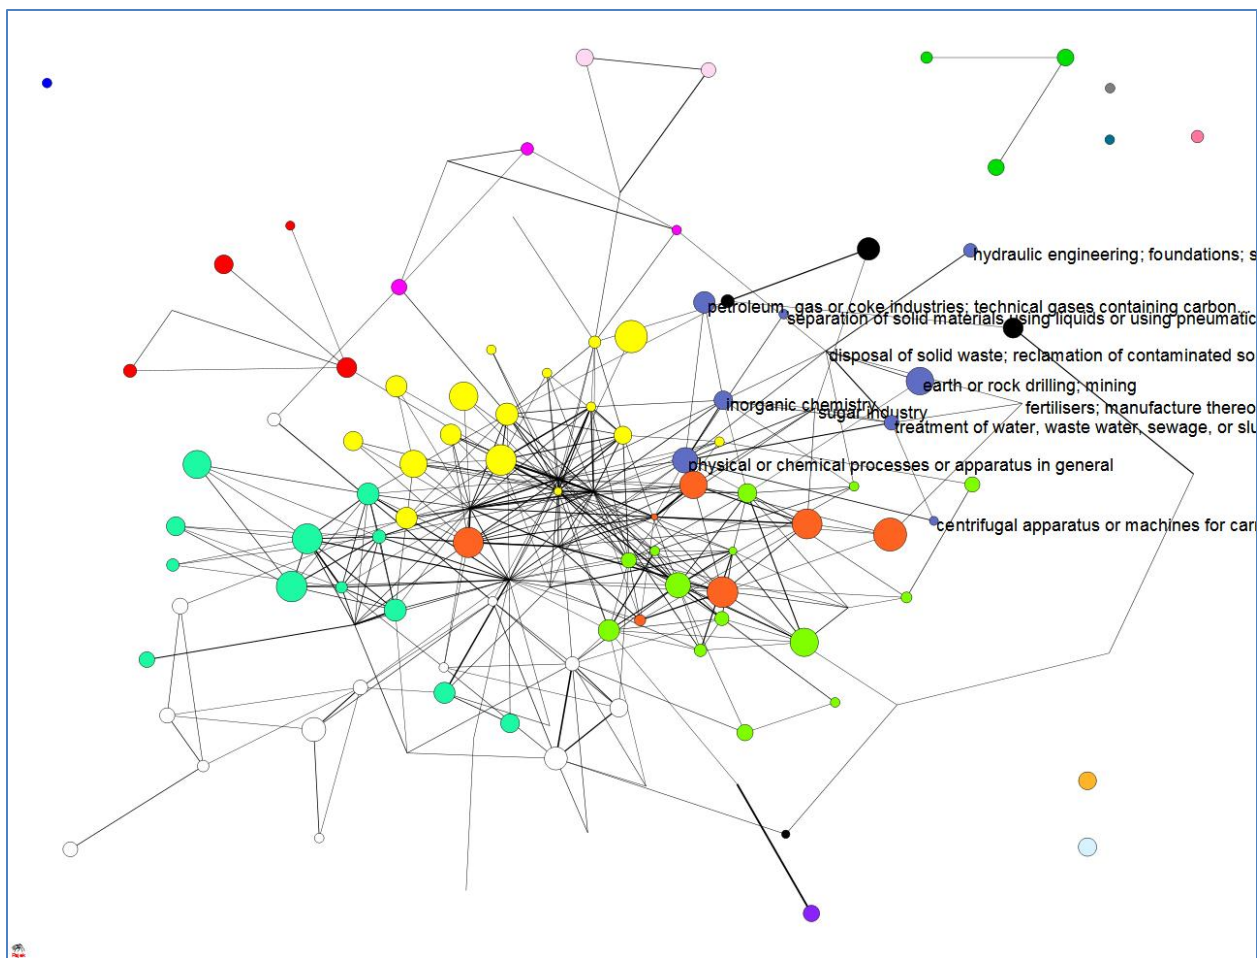 hydraulic engineering; foundations; s
petroleum, gas or coke industries; technical gases containing carbon...
separation of solid materials using liquids or using pneumatic
disposal of solid waste; reclamation of contaminated so
earth or rock drilling; mining
inorganic chemistry
fertilisers; manufacture thereo
sugar industry
treatment of water, waste water, sewage, or slu
physical or chemical processes or apparatus in general
centrifugal apparatus or machines for carr